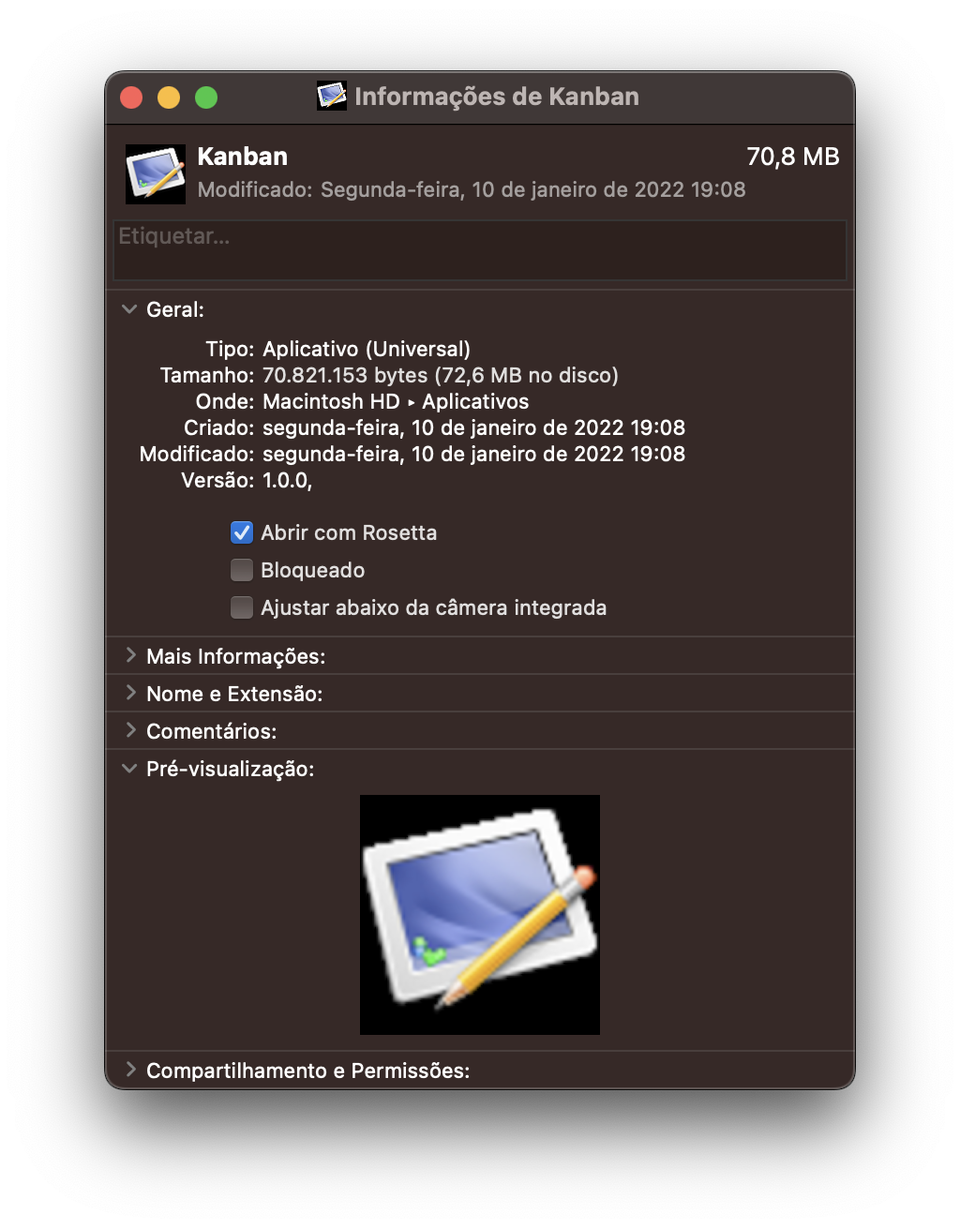 Informações de Kanban
Kanban 70,8 MB
Modificado: Segunda-feira, 10 de janeiro de 2022 19:08
Etiquetar...
Geral:
Tipo: Aplicativo (Universal)
Tamanho: 70.821.153 bytes (72,6 MB no disco)
Onde: Macintosh HD ▸ Aplicativos
Criado: segunda-feira, 10 de janeiro de 2022 19:08
Modificado: segunda-feira, 10 de janeiro de 2022 19:08
Versão: 1.0.0,
Abrir com Rosetta
Bloqueado
Ajustar abaixo da câmera integrada
Mais Informações:
Nome e Extensão:
Comentários:
Pré-visualização:
Compartilhamento e Permissões: